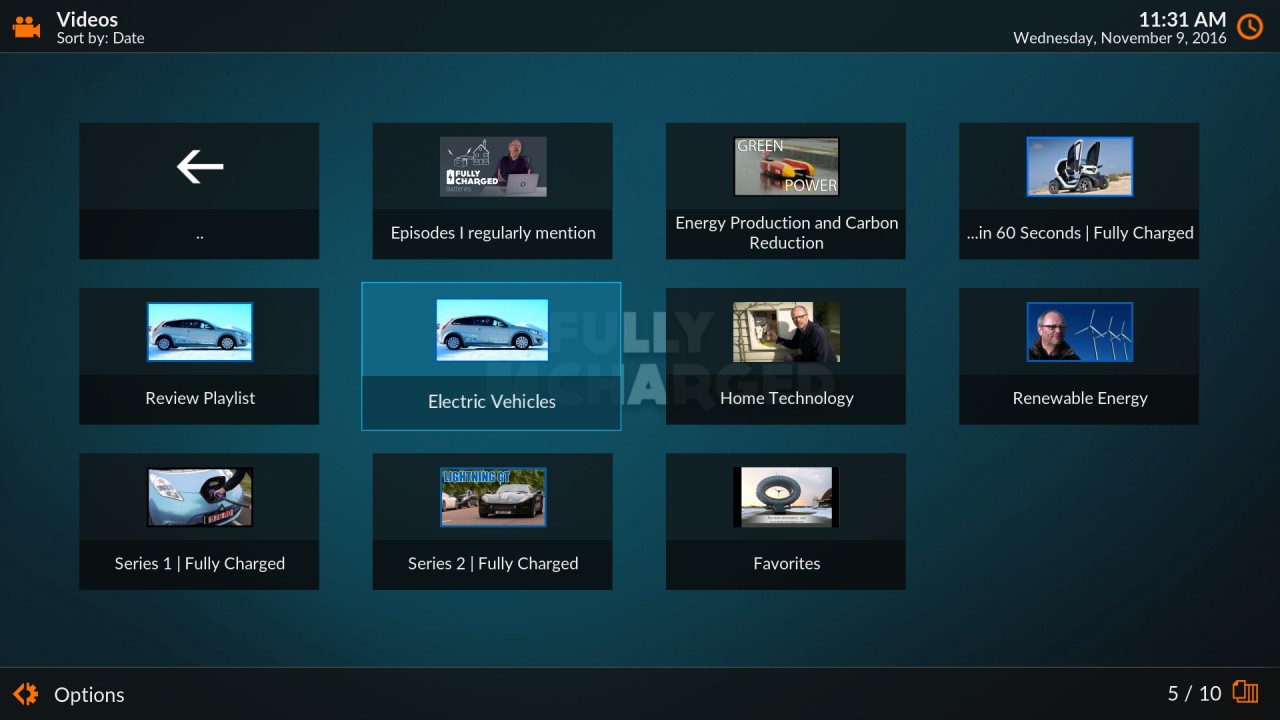 Videos
Sort by: Date
11:31 AM
Wednesday, November 9, 2016
FULLY
CHARGED
Batteries
GREEN
POWER
..
Episodes I regularly mention
Energy Production and Carbon
Reduction
...in 60 Seconds | Fully Charged
FULLY
CHARGED
Review Playlist
Electric Vehicles
Home Technology
Renewable Energy
LIGHTNING GT
Series 1 | Fully Charged
Series 2 | Fully Charged
Favorites
Options
5 / 10